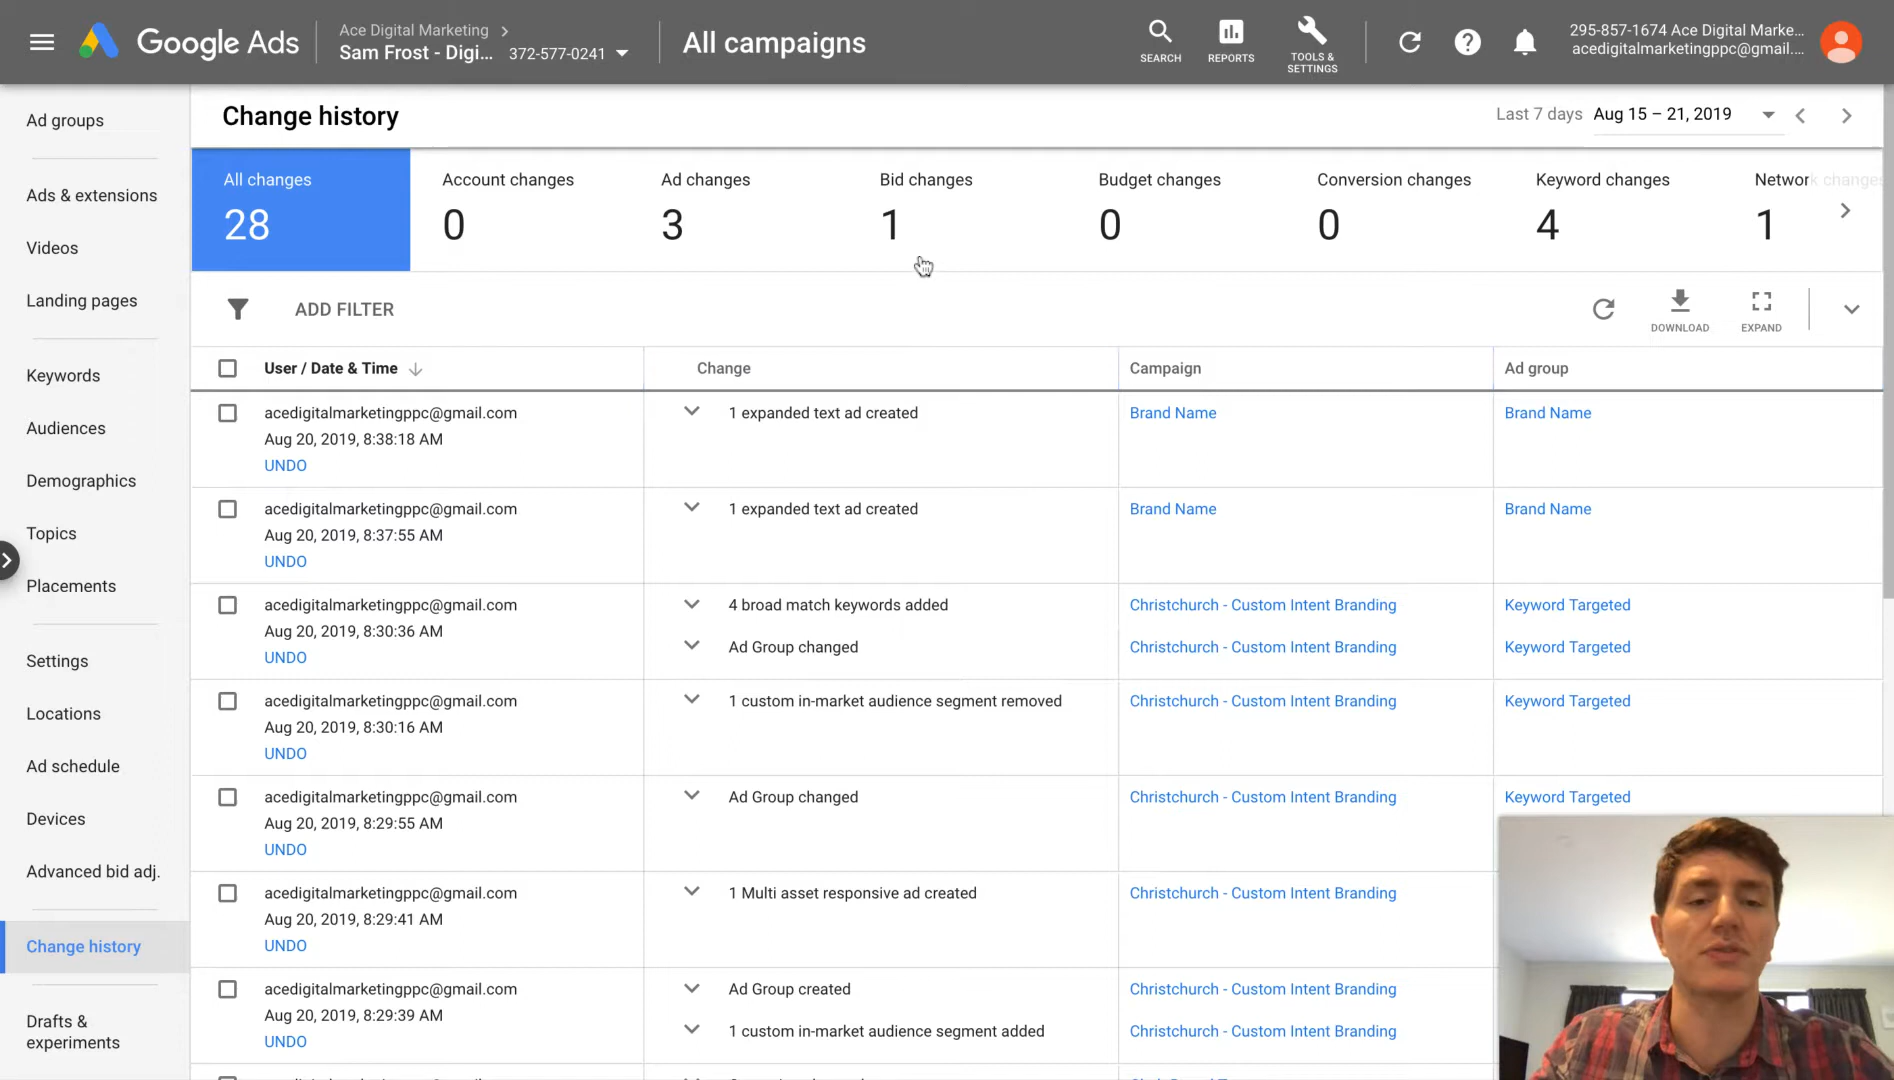 Google Ads
Ace Digital Marketing
Sam Frost - Digi... 372-577-0241
All campaigns
SEARCH
REPORTS
TOOLS &
SETTINGS
295-857-1674 Ace Digital Marke...
acedigitalmarketingppc@gmail....
Ad groups
Ads & extensions
Videos
Landing pages
Keywords
Audiences
Demographics
Topics
Placements
Settings
Locations
Ad schedule
Devices
Advanced bid adj.
Change history
Drafts &
experiments
Change history
Last 7 days Aug 15 – 21, 2019
All changes
28
Account changes
0
Ad changes
3
Bid changes
1
Budget changes
0
Conversion changes
0
Keyword changes
4
Network changes
1
ADD FILTER
DOWNLOAD
EXPAND
User / Date & Time
Change
Campaign
Ad group
acedigitalmarketingppc@gmail.com
Aug 20, 2019, 8:38:18 AM
UNDO
1 expanded text ad created
Brand Name
Brand Name
acedigitalmarketingppc@gmail.com
Aug 20, 2019, 8:37:55 AM
UNDO
1 expanded text ad created
Brand Name
Brand Name
acedigitalmarketingppc@gmail.com
Aug 20, 2019, 8:30:36 AM
UNDO
4 broad match keywords added
Christchurch - Custom Intent Branding
Keyword Targeted
Ad Group changed
Christchurch - Custom Intent Branding
Keyword Targeted
acedigitalmarketingppc@gmail.com
Aug 20, 2019, 8:30:16 AM
UNDO
1 custom in-market audience segment removed
Christchurch - Custom Intent Branding
Keyword Targeted
acedigitalmarketingppc@gmail.com
Aug 20, 2019, 8:29:55 AM
UNDO
Ad Group changed
Christchurch - Custom Intent Branding
Keyword Targeted
acedigitalmarketingppc@gmail.com
Aug 20, 2019, 8:29:41 AM
UNDO
1 Multi asset responsive ad created
Christchurch - Custom Intent Branding
acedigitalmarketingppc@gmail.com
Aug 20, 2019, 8:29:39 AM
UNDO
Ad Group created
Christchurch - Custom Intent Branding
1 custom in-market audience segment added
Christchurch - Custom Intent Branding